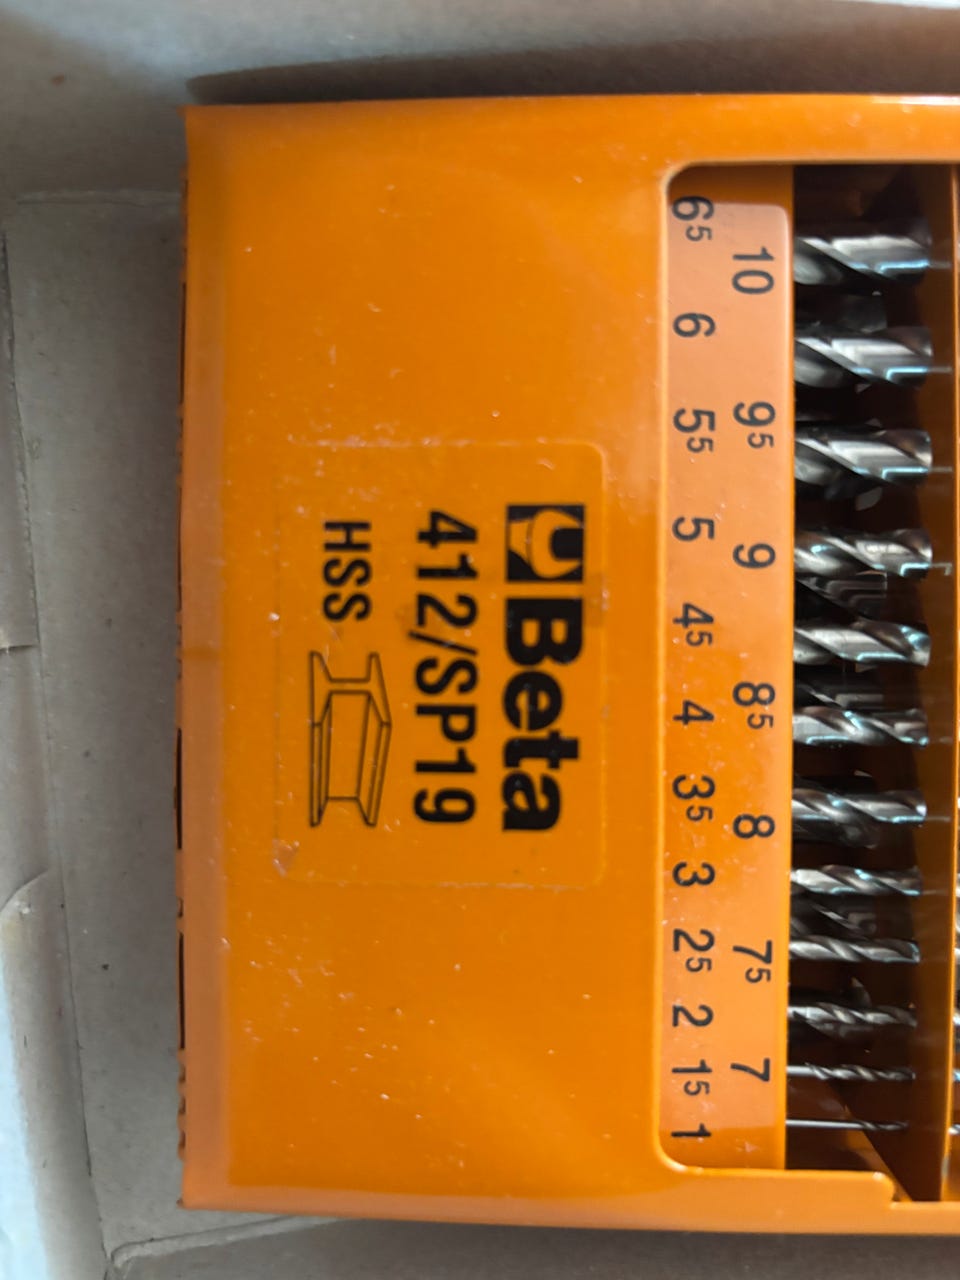 10 9⁵ 9 8⁵ 8 7⁵ 7
6⁵ 6 5⁵ 5 4⁵ 4 3⁵ 3 2⁵ 2 1⁵ 1
Beta
412/SP19
HSS